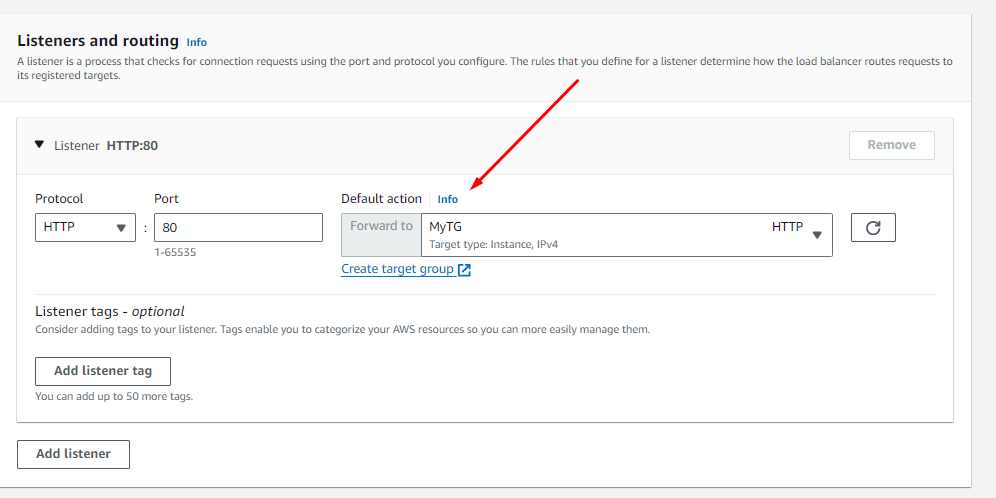 Listeners and routing Info
A listener is a process that checks for connection requests using the port and protocol you configure. The rules that you define for a listener determine how the load balancer routes requests to
its registered targets.
Listener HTTP:80
Remove
Protocol Port Default action Info
HTTP : 80 Forward to MyTG HTTP
Target type: Instance, IPv4
1-65535
Create target group
Listener tags - optional
Consider adding tags to your listener. Tags enable you to categorize your AWS resources so you can more easily manage them.
Add listener tag
You can add up to 50 more tags.
Add listener